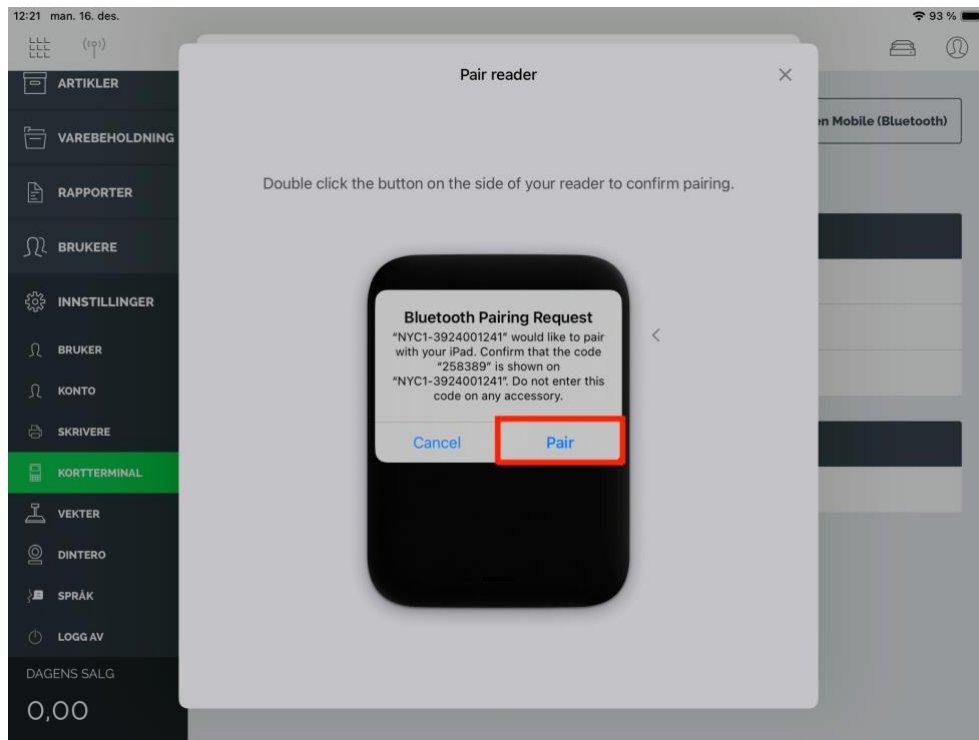 12:21 man. 16. des.
93 %
Pair reader
ARTIKLER
en Mobile (Bluetooth)
VAREBEHOLDNING
Double click the button on the side of your reader to confirm pairing.
RAPPORTER
BRUKERE
INNSTILLINGER
Bluetooth Pairing Request
"NYC1-3924001241" would like to pair
with your iPad. Confirm that the code
"258389" is shown on
"NYC1-3924001241". Do not enter this
code on any accessory.
Cancel
Pair
BRUKER
KONTO
SKRIVERE
KORTTERMINAL
VEKTER
DINTERO
SPRÅK
LOGG AV
DAGENS SALG
0,00